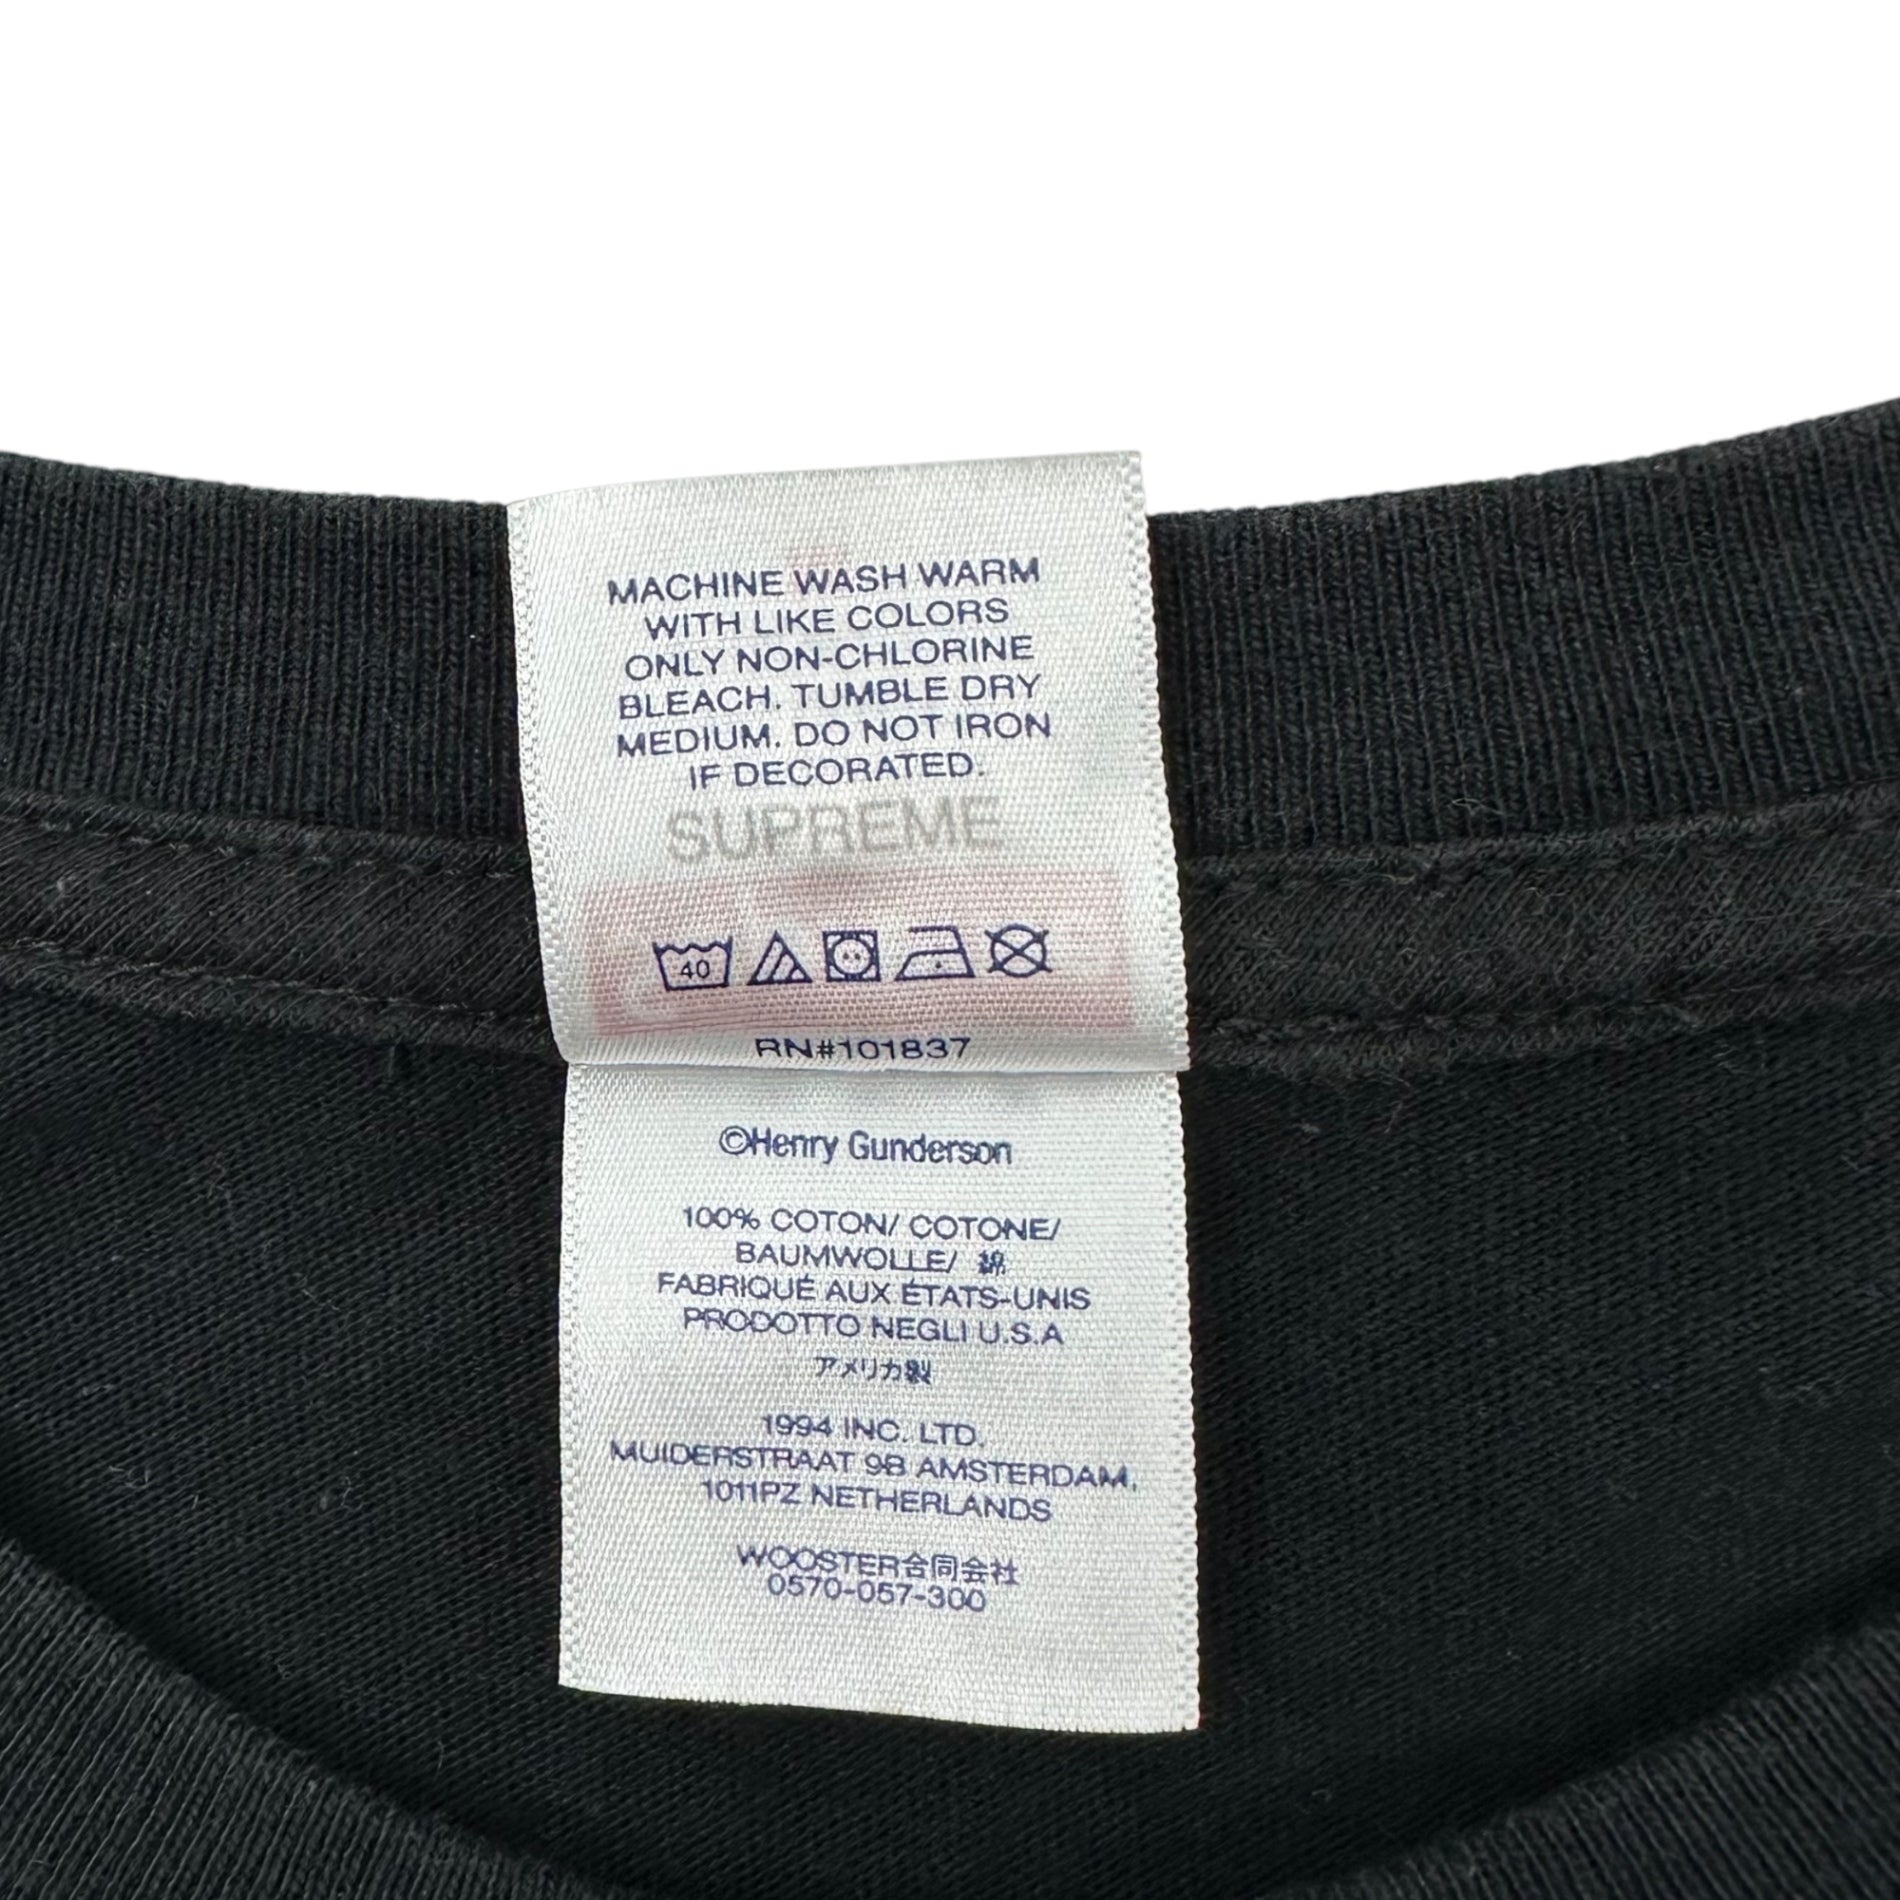 MACHINE WASH WARM
WITH LIKE COLORS
ONLY NON-CHLORINE
BLEACH. TUMBLE DRY
MEDIUM. DO NOT IRON
IF DECORATED.
SUPREME
40
RN#101837
©Henry Gunderson
100% COTON/ COTONE/
BAUMWOLLE/ 綿
FABRIQUÉ AUX ÉTATS-UNIS
PRODOTTO NEGLI U.S.A
アメリカ製
1994 INC. LTD.
MUIDERSTRAAT 9B AMSTERDAM,
1011PZ NETHERLANDS
WOOSTER合同会社
0570-057-300